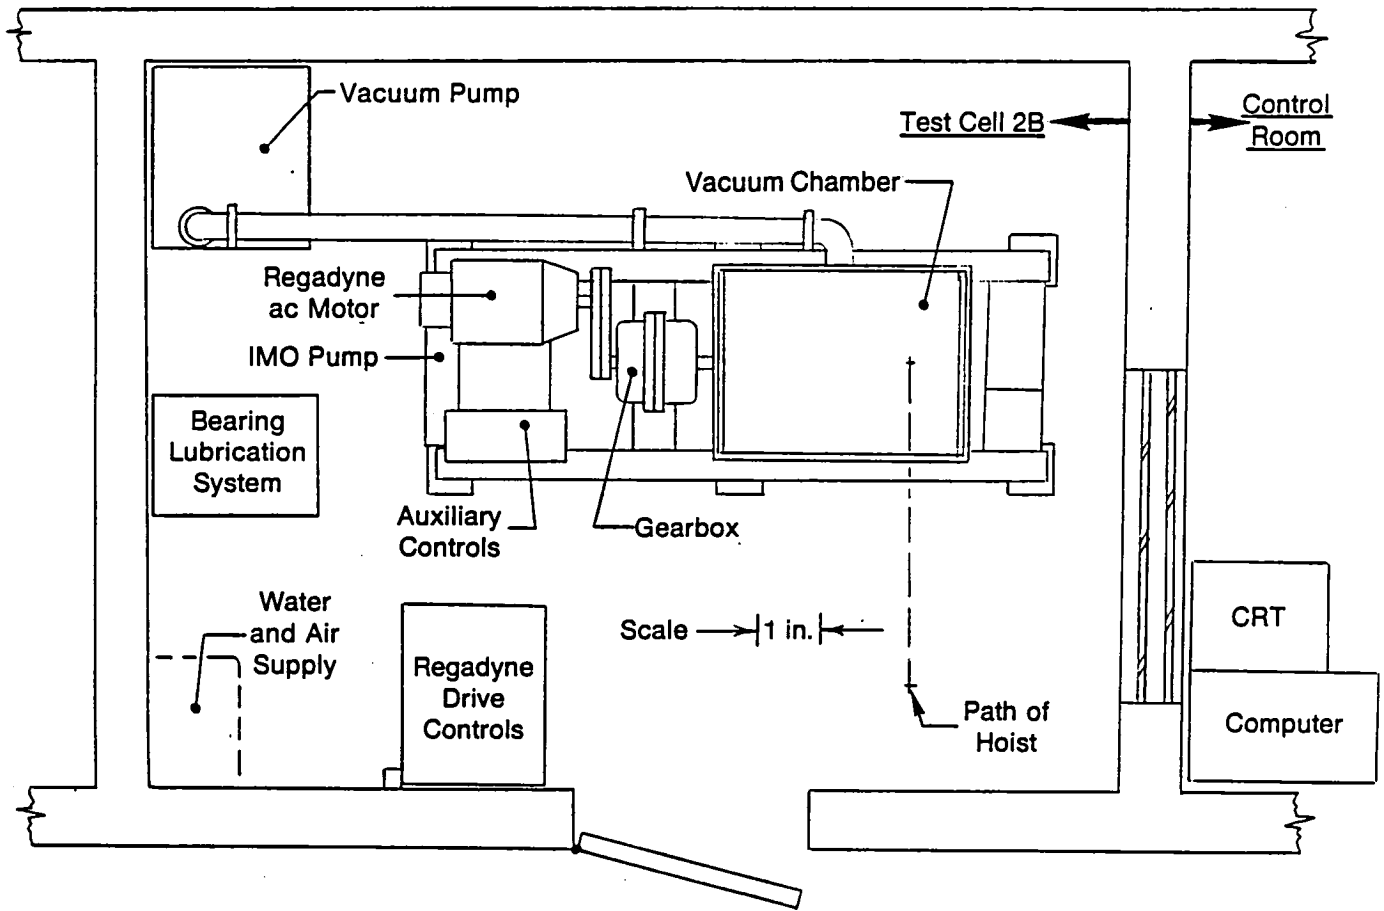 Vacuum Pump
Test Cell 2B
Control
Room
Vacuum Chamber
Regadyne
ac Motor
IMO Pump
Bearing
Lubrication
System
Auxiliary
Controls
Gearbox
Water
and Air
Supply
Regadyne
Drive
Controls
Scale
1 in.
Path of
Hoist
CRT
Computer